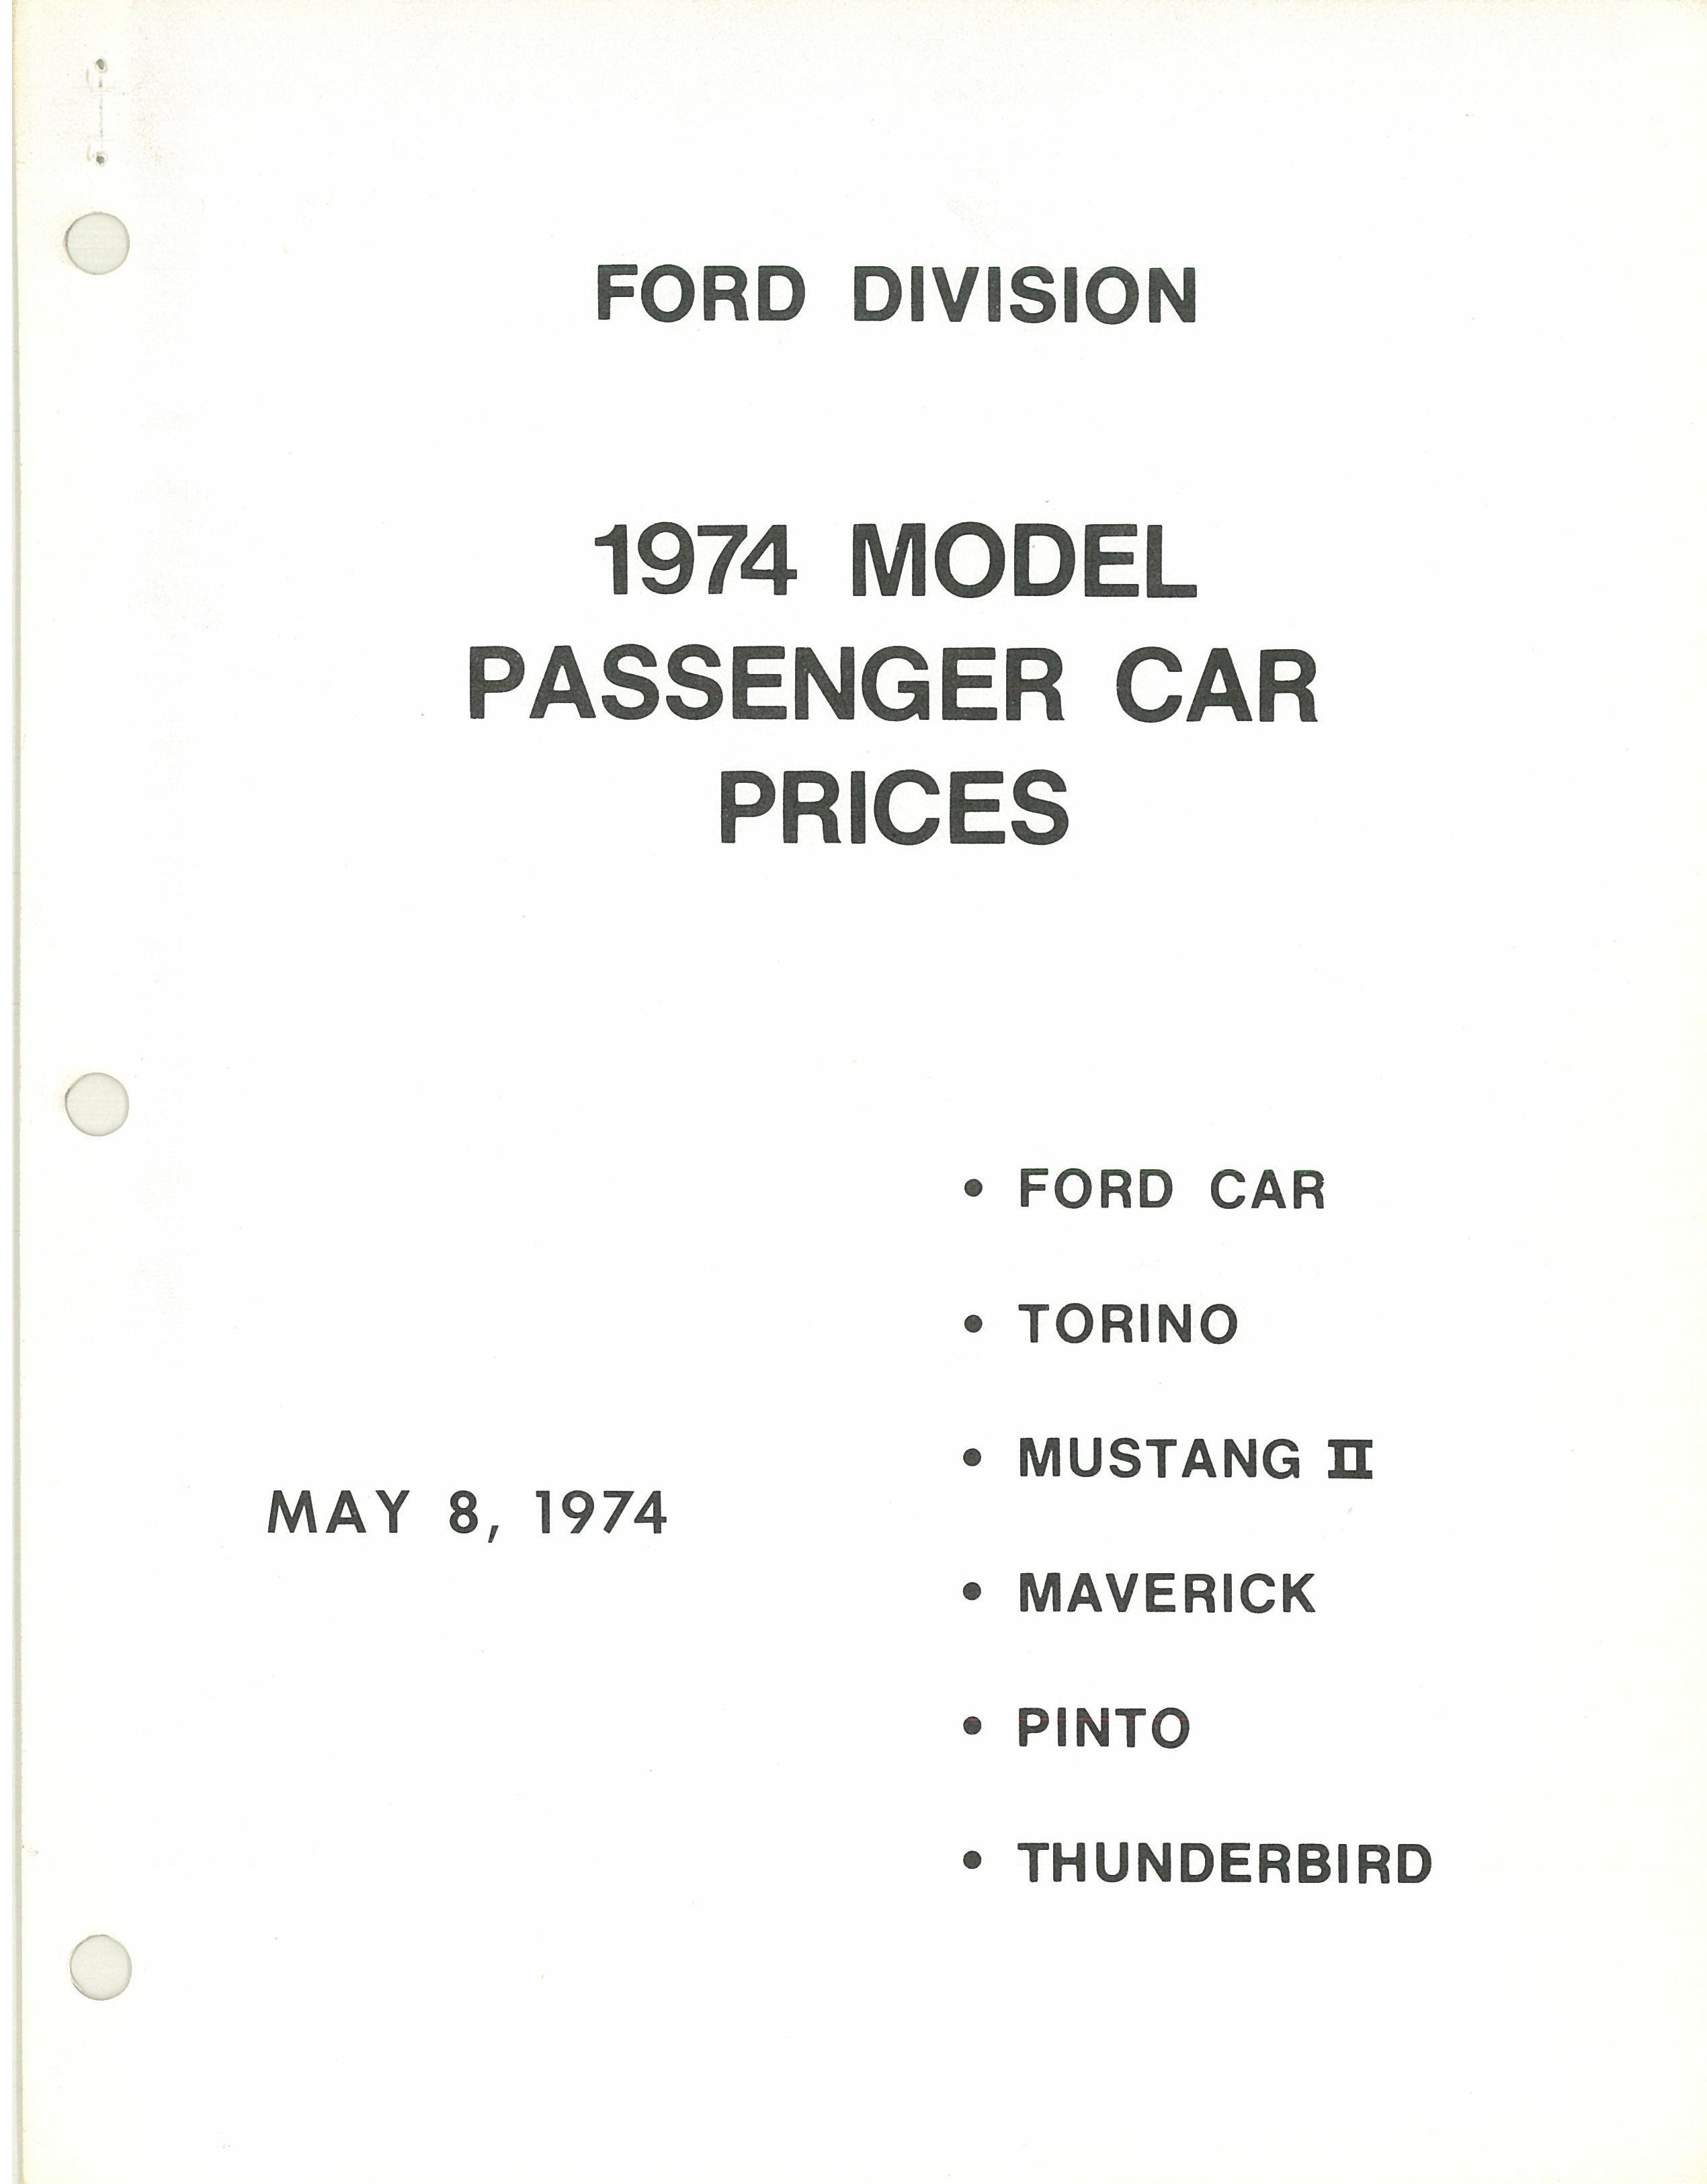 FORD DIVISION
1974 MODEL
PASSENGER CAR
PRICES
• FORD CAR
• TORINO
• MUSTANG II
MAY 8, 1974
• MAVERICK
• PINTO
• THUNDERBIRD